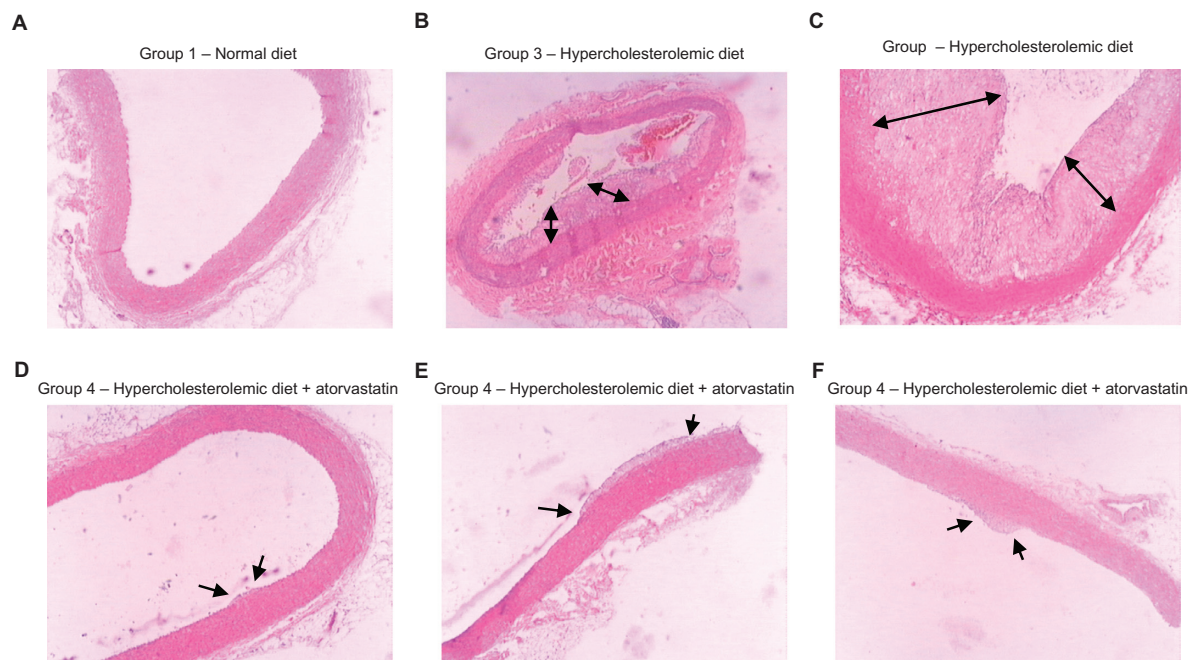 A
Group 1 – Normal diet
B
Group 3 – Hypercholesterolemic diet
C
Group – Hypercholesterolemic diet
D
Group 4 – Hypercholesterolemic diet + atorvastatin
E
Group 4 – Hypercholesterolemic diet + atorvastatin
F
Group 4 – Hypercholesterolemic diet + atorvastatin